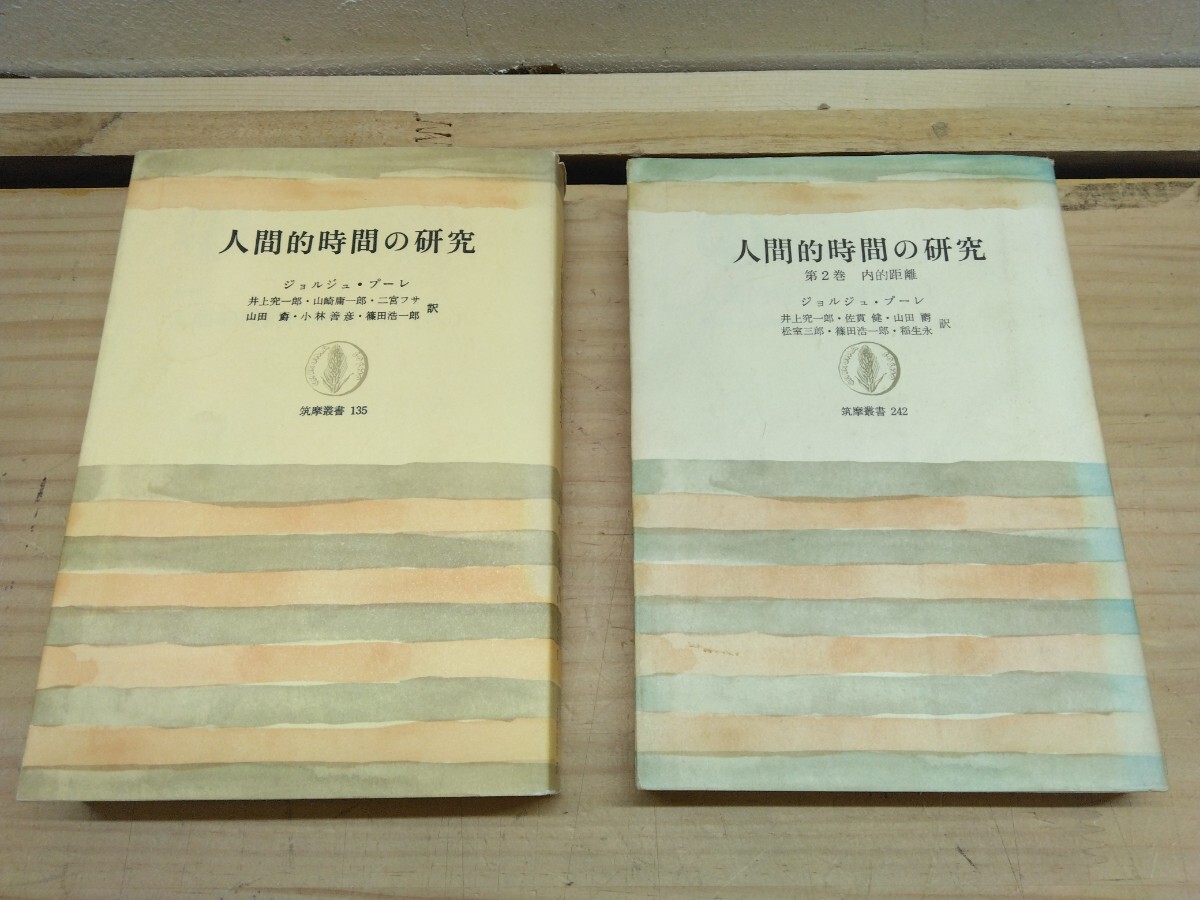 人間的時間の研究
ジョルジュ・プーレ
井上究一郎・山崎庸一郎・二宮フサ
山田 𣝣・小林善彦・篠田浩一郎 訳
筑摩叢書 135
人間的時間の研究
第2巻 内的距離
ジョルジュ・プーレ
井上究一郎・佐貫 健・山田
松室三郎・篠田浩一郎・稲生永 訳
筑摩叢書 242